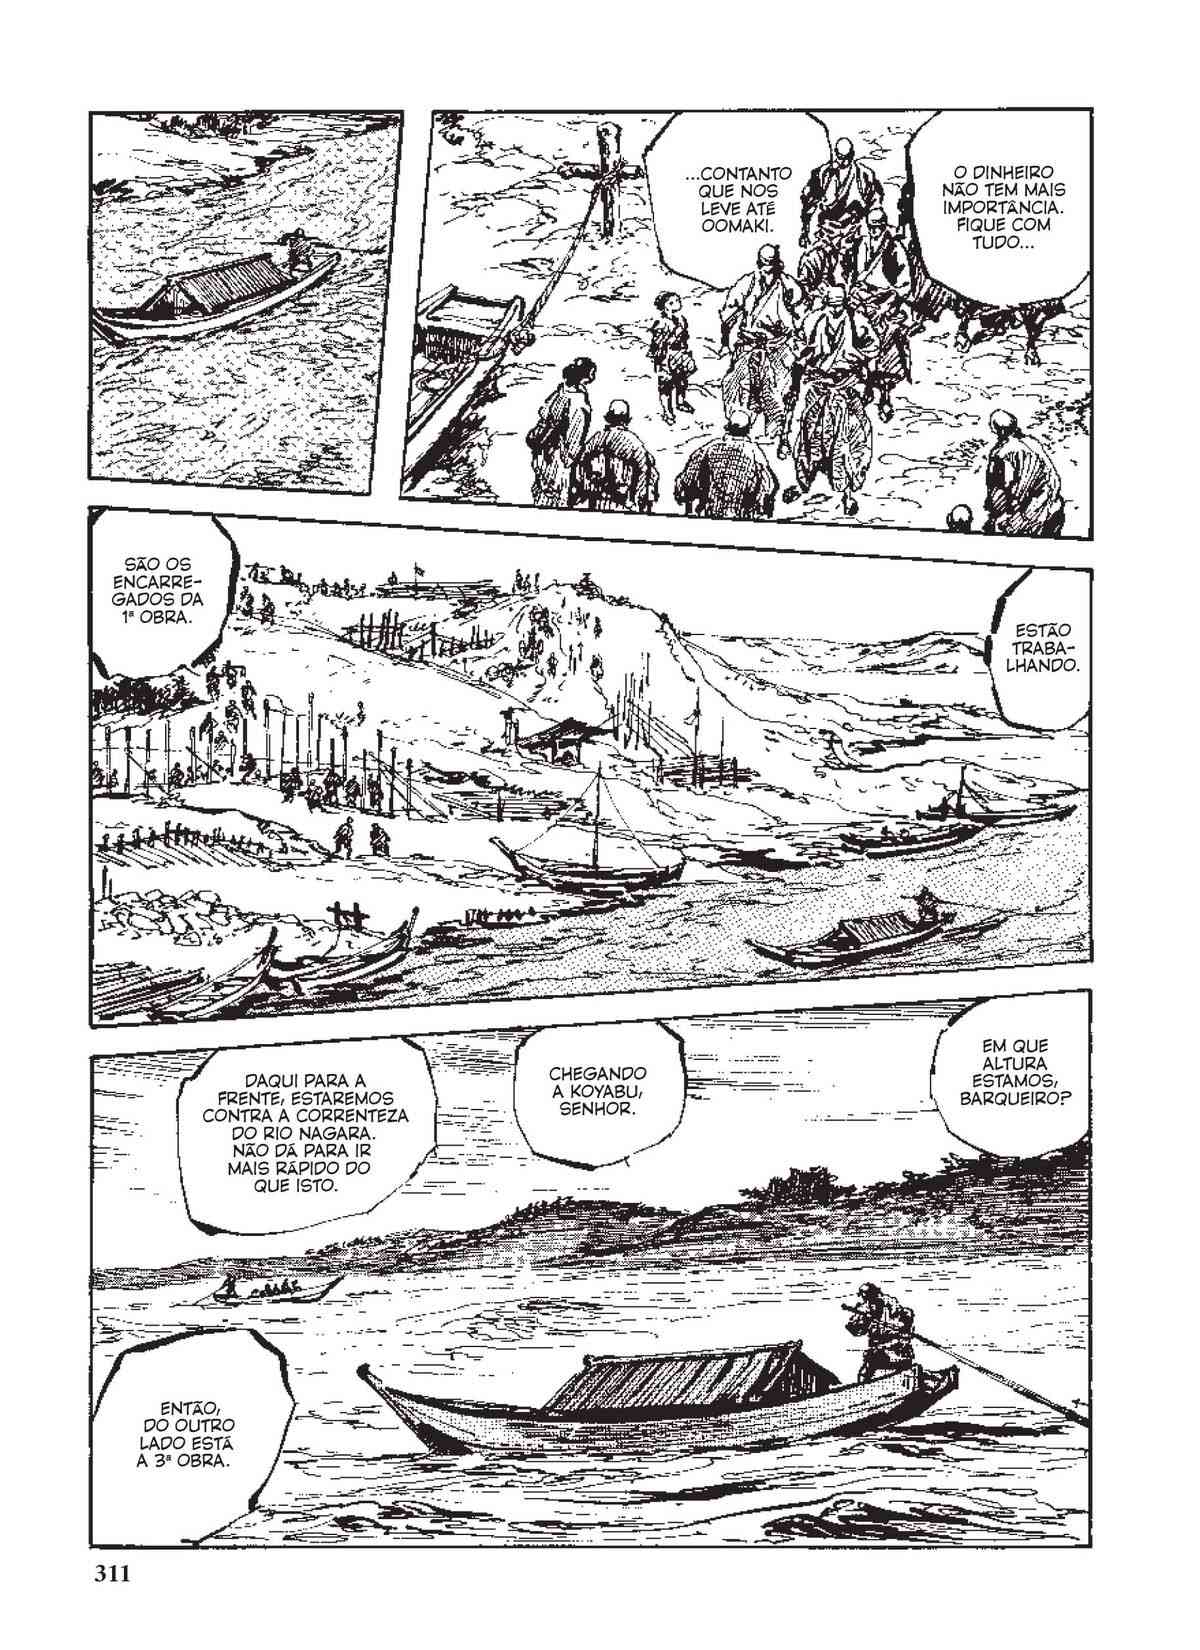 O DINHEIRO
NÃO TEM MAIS
IMPORTÂNCIA.
FIQUE COM
TUDO...
...CONTANTO
QUE NOS
LEVE ATÉ
OOMAKI.
ESTÃO
TRABA-
LHANDO.
SÃO OS
ENCARRE-
GADOS DA
1ª OBRA.
EM QUE
ALTURA
ESTAMOS,
BARQUEIRO?
CHEGANDO
A KOYABU,
SENHOR.
DAQUI PARA A
FRENTE, ESTAREMOS
CONTRA A CORRENTEZA
DO RIO NAGARA.
NÃO DÁ PARA IR
MAIS RÁPIDO DO
QUE ISTO.
ENTÃO,
DO OUTRO
LADO ESTÁ
A 3ª OBRA.
311